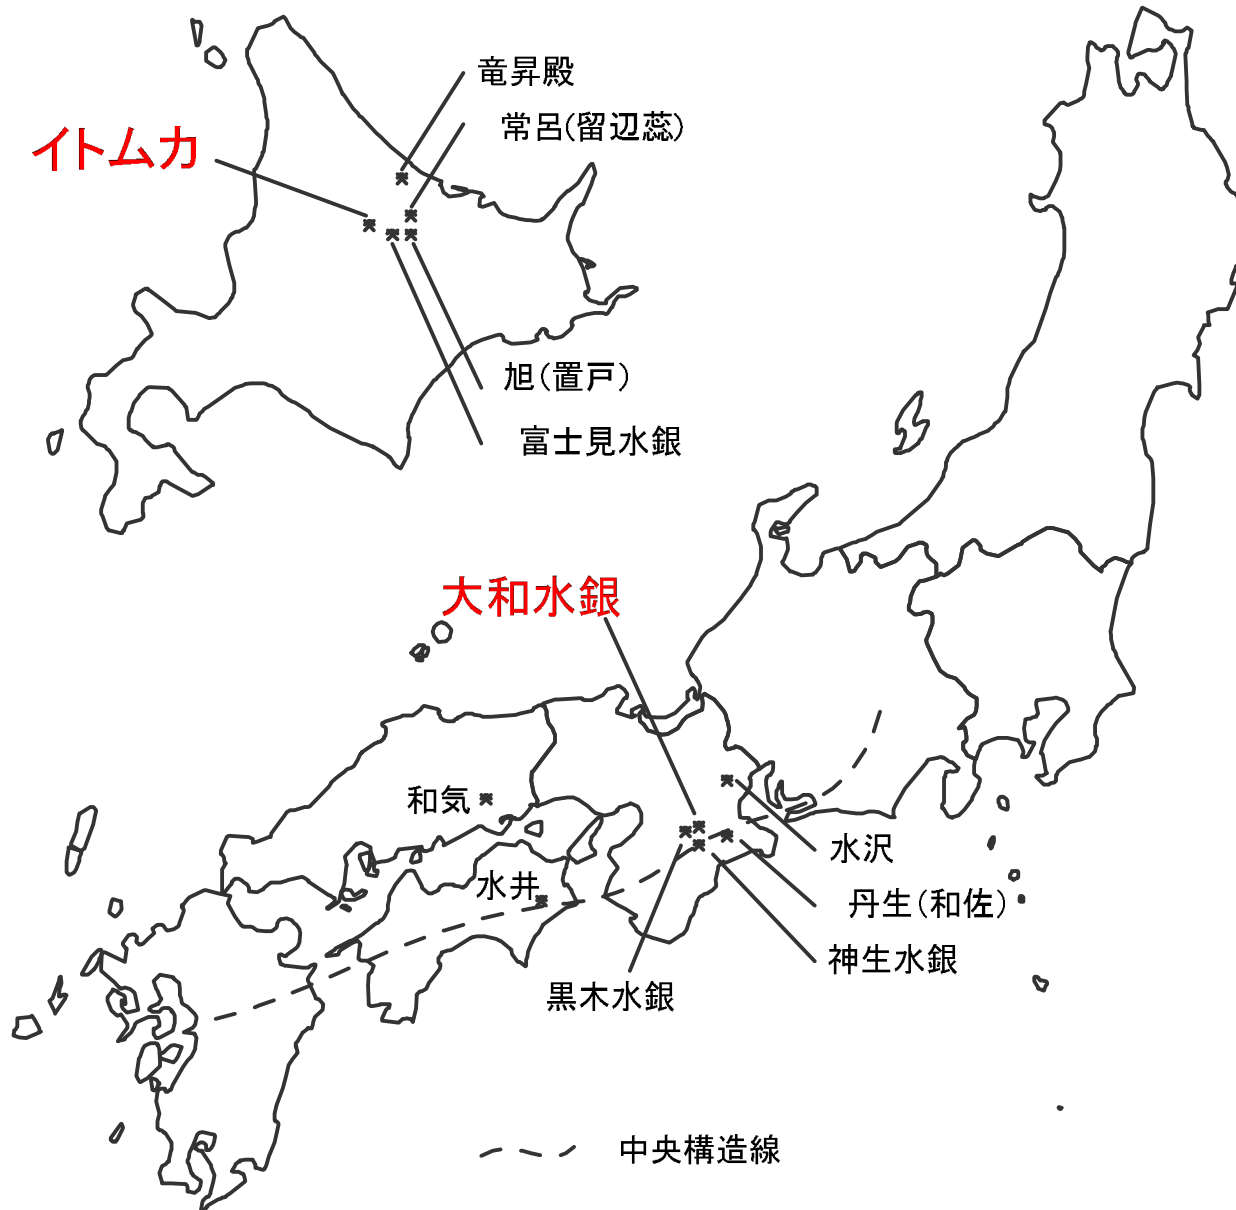 竜昇殿
常呂(留辺蕊)
イトムカ
旭(置戸)
富士見水銀
大和水銀
和気
水沢
水井
丹生(和佐)
神生水銀
黒木水銀
中央構造線